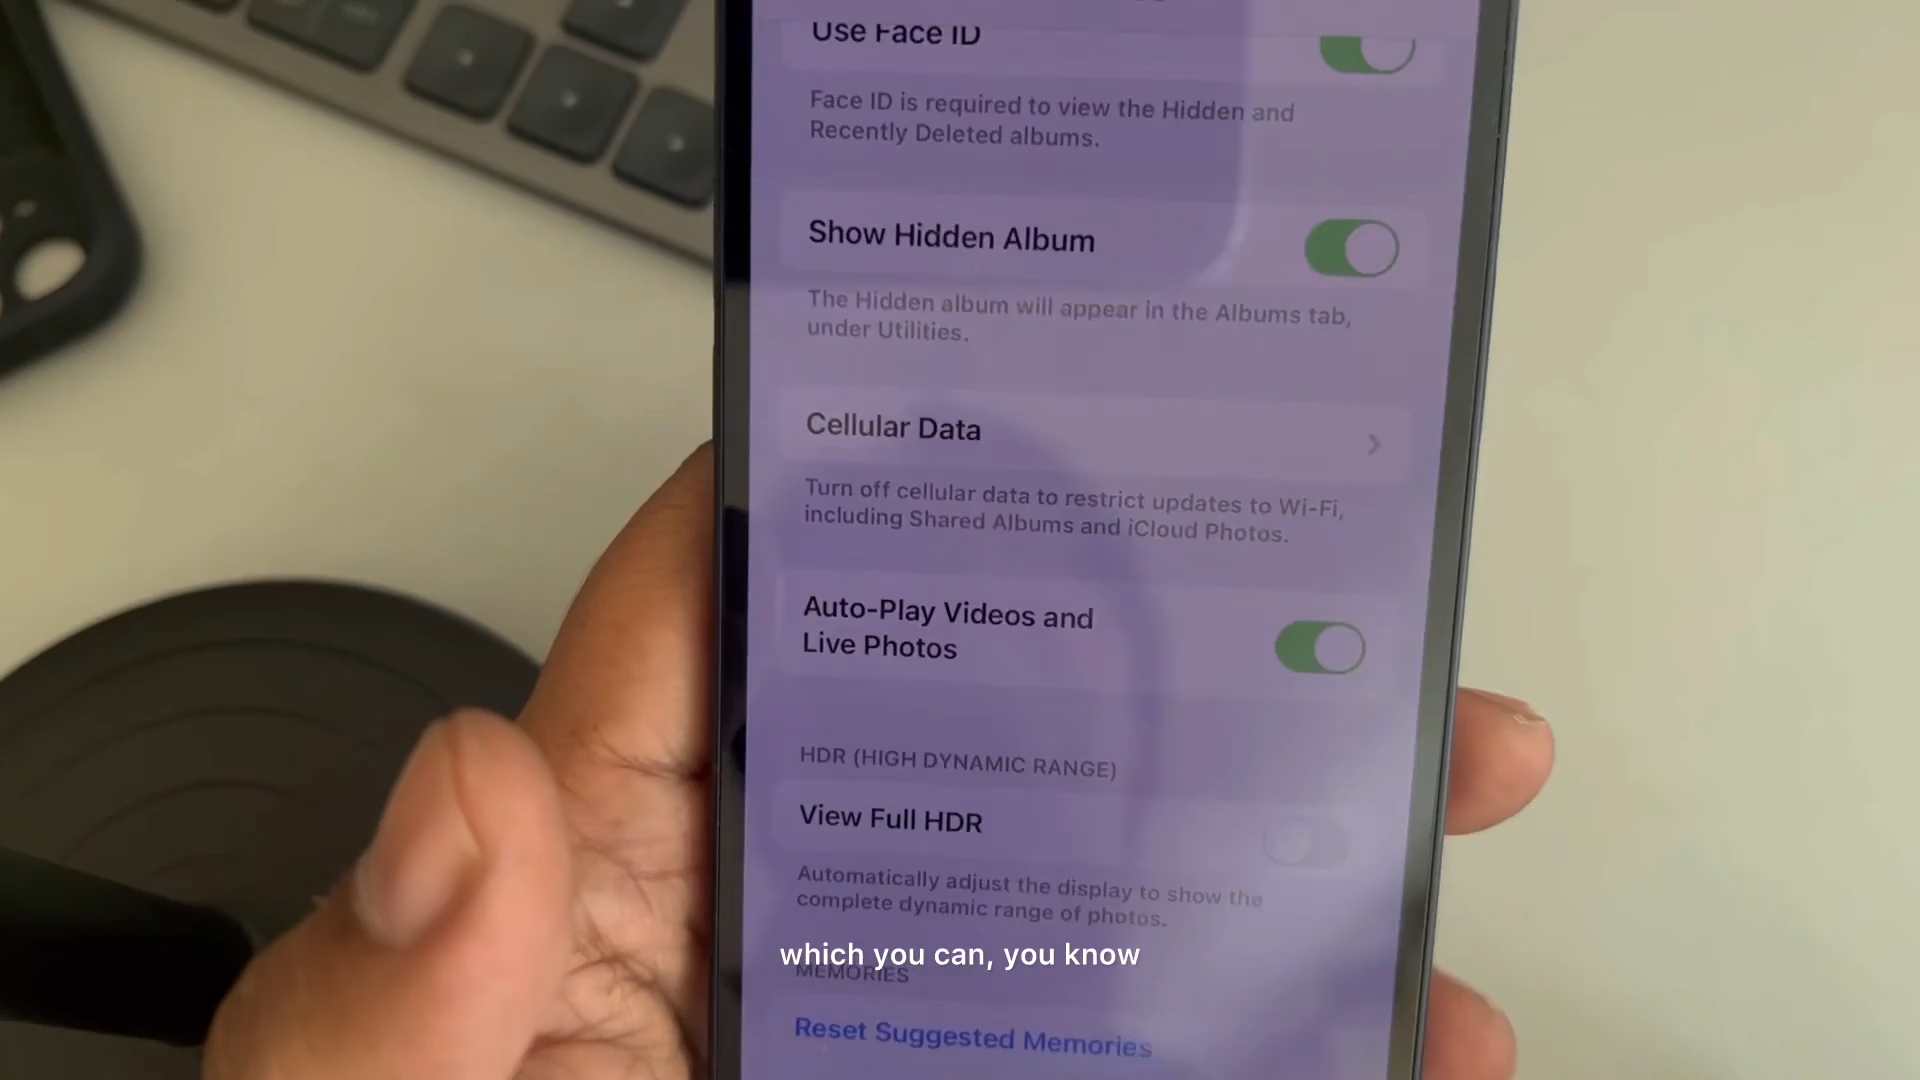 Use Face ID
Face ID is required to view the Hidden and
Recently Deleted albums.
Show Hidden Album
The Hidden album will appear in the Albums tab,
under Utilities.
Cellular Data
Turn off cellular data to restrict updates to Wi-Fi,
including Shared Albums and iCloud Photos.
Auto-Play Videos and
Live Photos
HDR (HIGH DYNAMIC RANGE)
View Full HDR
Automatically adjust the display to show the
complete dynamic range of photos.
which you can, you know
MEMORIES
Reset Suggested Memories